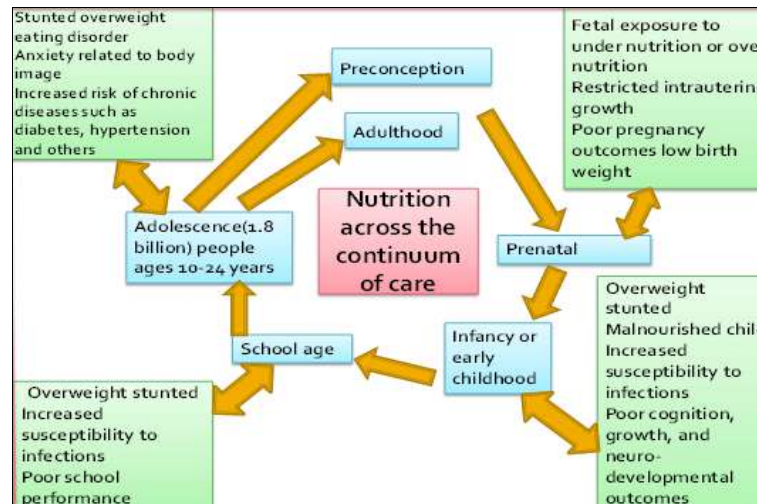 Stunted overweight
eating disorder
Anxiety related to body
image
Increased risk of chronic
diseases such as
diabetes, hypertension
and others
Preconception
Adulthood
Fetal exposure to
under nutrition or ove
nutrition
Restricted intrauterin
growth
Poor pregnancy
outcomes low birth
weight
Nutrition
across the
continuum
of care
Adolescence(1.8
billion) people
ages 10-24 years
Prenatal
School age
Infancy or
early
childhood
Overweight
stunted
Malnourished chil
Increased
susceptibility to
infections
Poor cognition,
growth, and
neuro-
developmental
outcomes
Overweight stunted
Increased
susceptibility to
infections
Poor school
performance